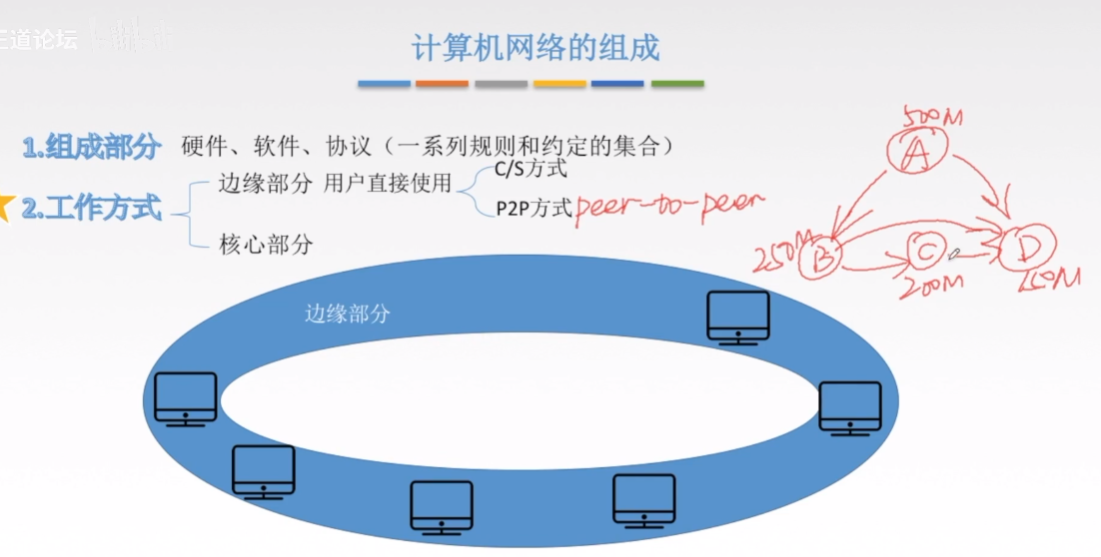 王道论坛
计算机网络的组成
1.组成部分 硬件、软件、协议（一系列规则和约定的集合）
2.工作方式
边缘部分 用户直接使用
C/S方式
P2P方式 peer-to-peer
核心部分
边缘部分
500M
A
250M
B
C
200M
D